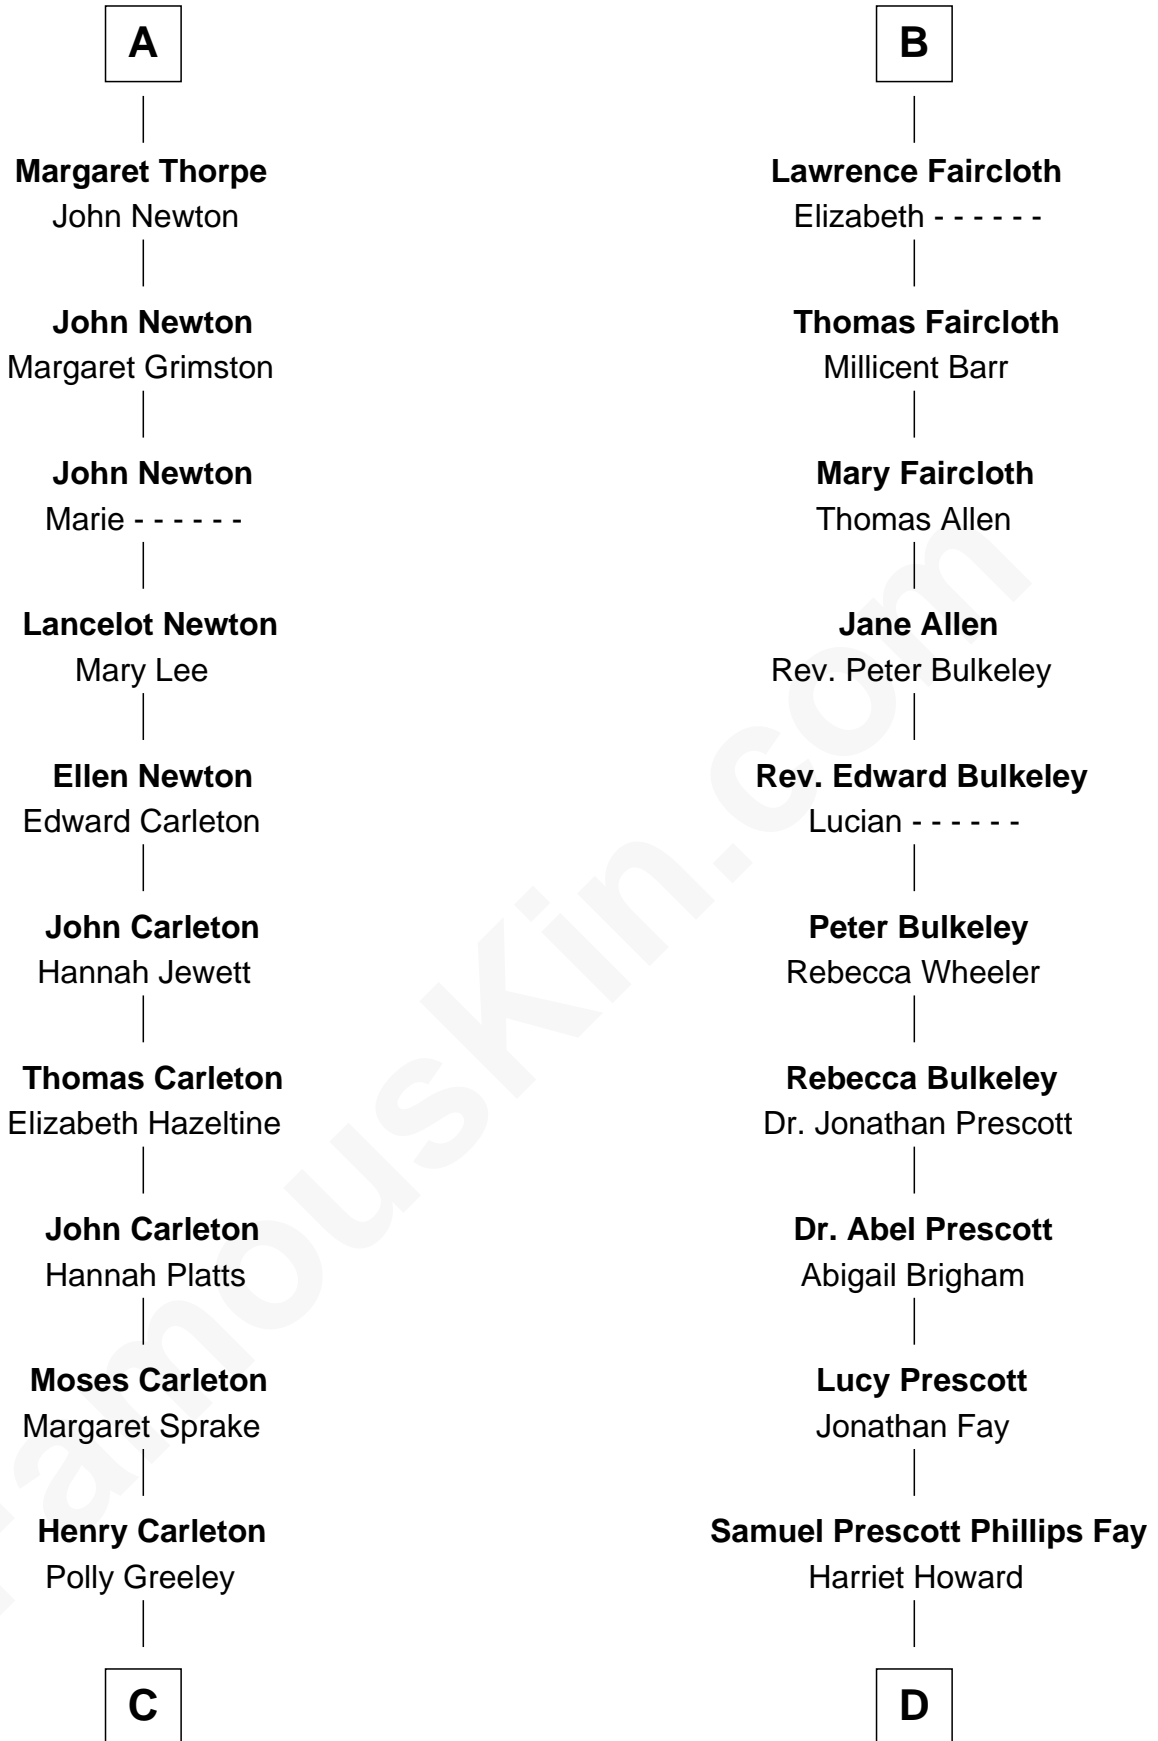 A
Margaret Thorpe
John Newton
John Newton
Margaret Grimston
John Newton
Marie - - - - - -
Lancelot Newton
Mary Lee
Ellen Newton
Edward Carleton
John Carleton
Hannah Jewett
Thomas Carleton
Elizabeth Hazeltine
John Carleton
Hannah Platts
Moses Carleton
Margaret Sprake
Henry Carleton
Polly Greeley
C
B
Lawrence Faircloth
Elizabeth - - - - - -
Thomas Faircloth
Millicent Barr
Mary Faircloth
Thomas Allen
Jane Allen
Rev. Peter Bulkeley
Rev. Edward Bulkeley
Lucian - - - - - -
Peter Bulkeley
Rebecca Wheeler
Rebecca Bulkeley
Dr. Jonathan Prescott
Dr. Abel Prescott
Abigail Brigham
Lucy Prescott
Jonathan Fay
Samuel Prescott Phillips Fay
Harriet Howard
D
FamousKin.com